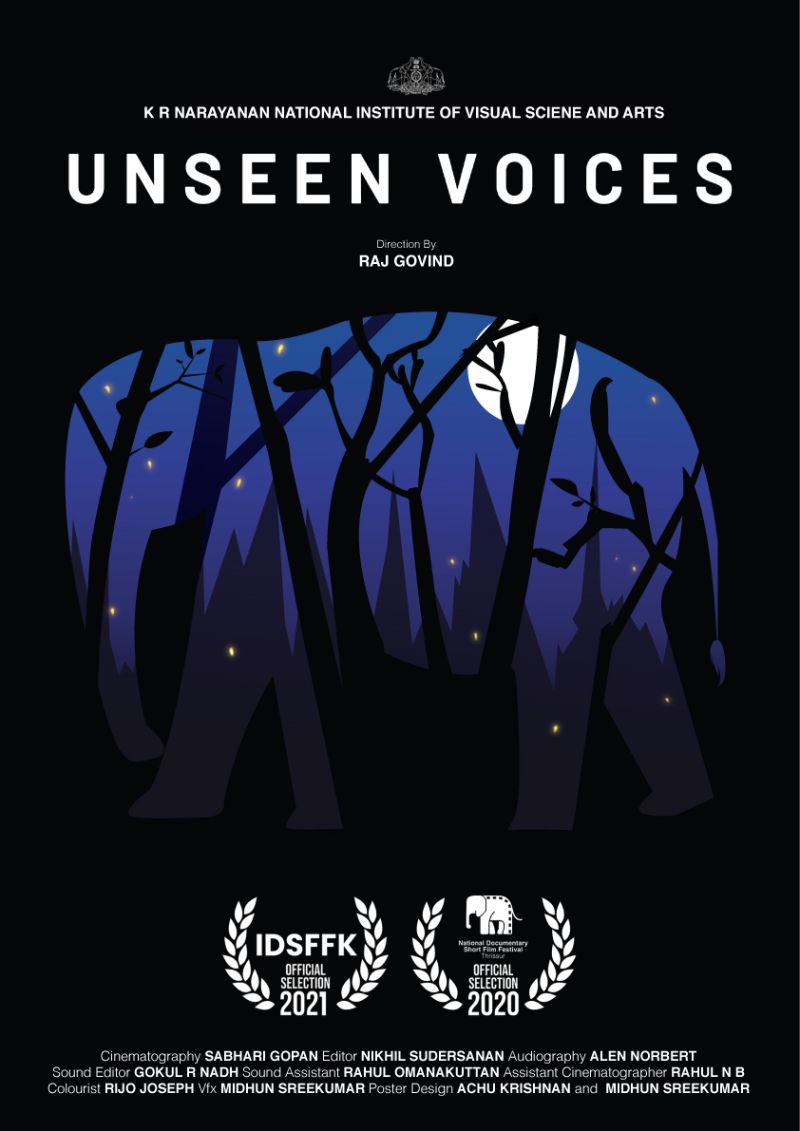 K R NARAYANAN NATIONAL INSTITUTE OF VISUAL SCIENE AND ARTS
UNSEEN VOICES
Direction By
RAJ GOVIND
IDSFFK
OFFICIAL
SELECTION
2021
National Documentary
Short Film Festival
Thrissur
OFFICIAL
SELECTION
2020
Cinematography SABHARI GOPAN Editor NIKHIL SUDERSANAN Audiography ALEN NORBERT
Sound Editor GOKUL R NADH Sound Assistant RAHUL OMANAKUTTAN Assistant Cinematographer RAHUL N B
Colourist RIJO JOSEPH Vfx MIDHUN SREEKUMAR Poster Design ACHU KRISHNAN and MIDHUN SREEKUMAR